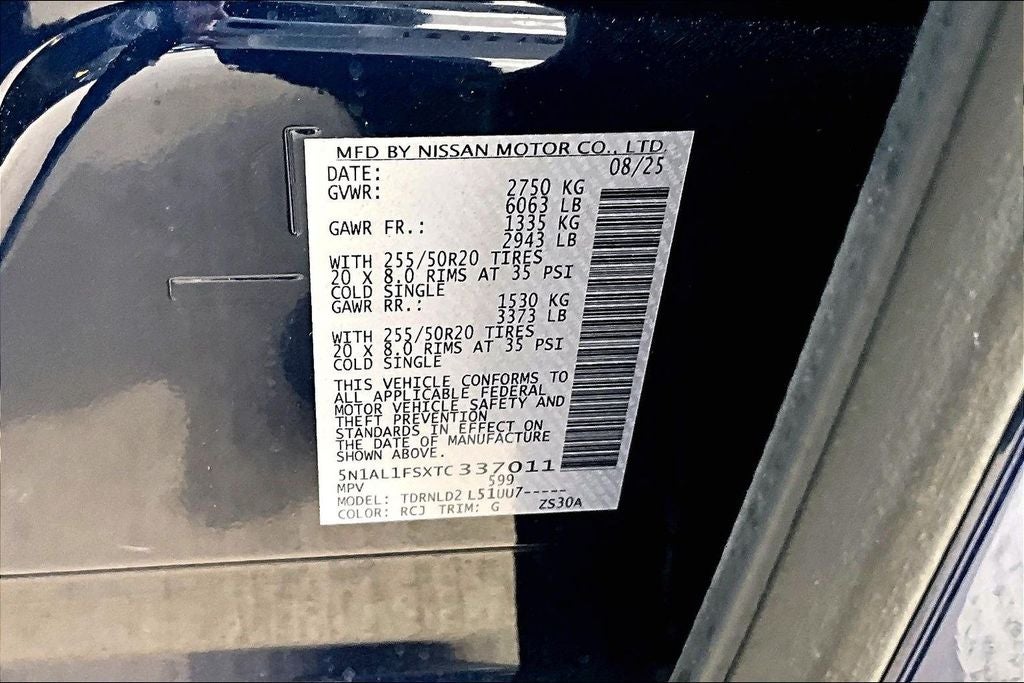 MFD BY NISSAN MOTOR CO., LTD.
DATE: 08/25
GVWR: 2750 KG
6063 LB
GAWR FR.: 1335 KG
2943 LB
WITH 255/50R20 TIRES
20 X 8.0 RIMS AT 35 PSI
COLD SINGLE
GAWR RR.: 1530 KG
3373 LB
WITH 255/50R20 TIRES
20 X 8.0 RIMS AT 35 PSI
COLD SINGLE
THIS VEHICLE CONFORMS TO
ALL APPLICABLE FEDERAL
MOTOR VEHICLE SAFETY AND
THEFT PREVENTION
STANDARDS IN EFFECT ON
THE DATE OF MANUFACTURE
SHOWN ABOVE.
5N1AL1FSXTC337011
MPV 599
MODEL: TDRNLD2 L51UU7-----
COLOR: RCJ TRIM: G ZS30A